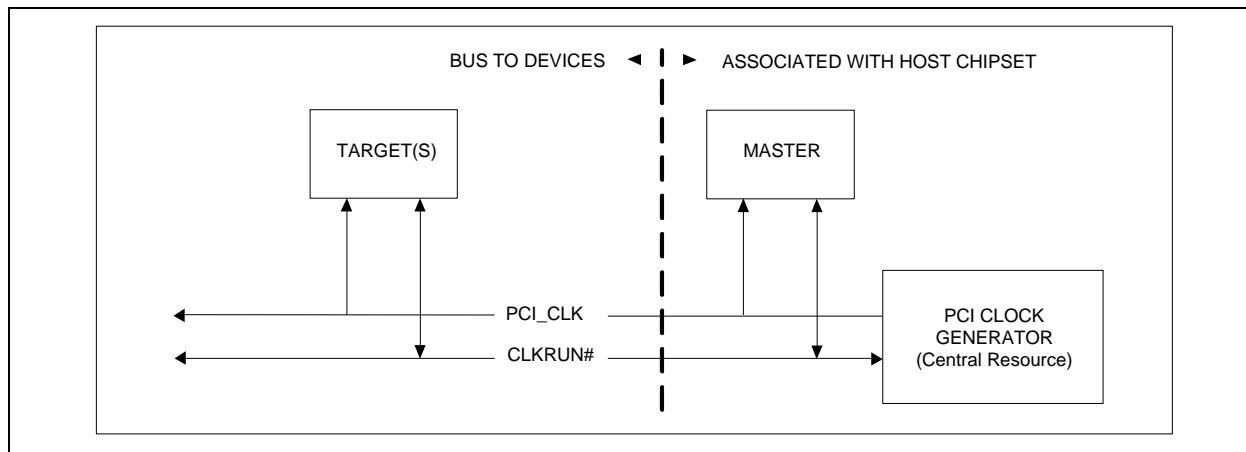 BUS TO DEVICES
ASSOCIATED WITH HOST CHIPSET
TARGET(S)
MASTER
PCI_CLK
CLKRUN#
PCI CLOCK
GENERATOR
(Central Resource)